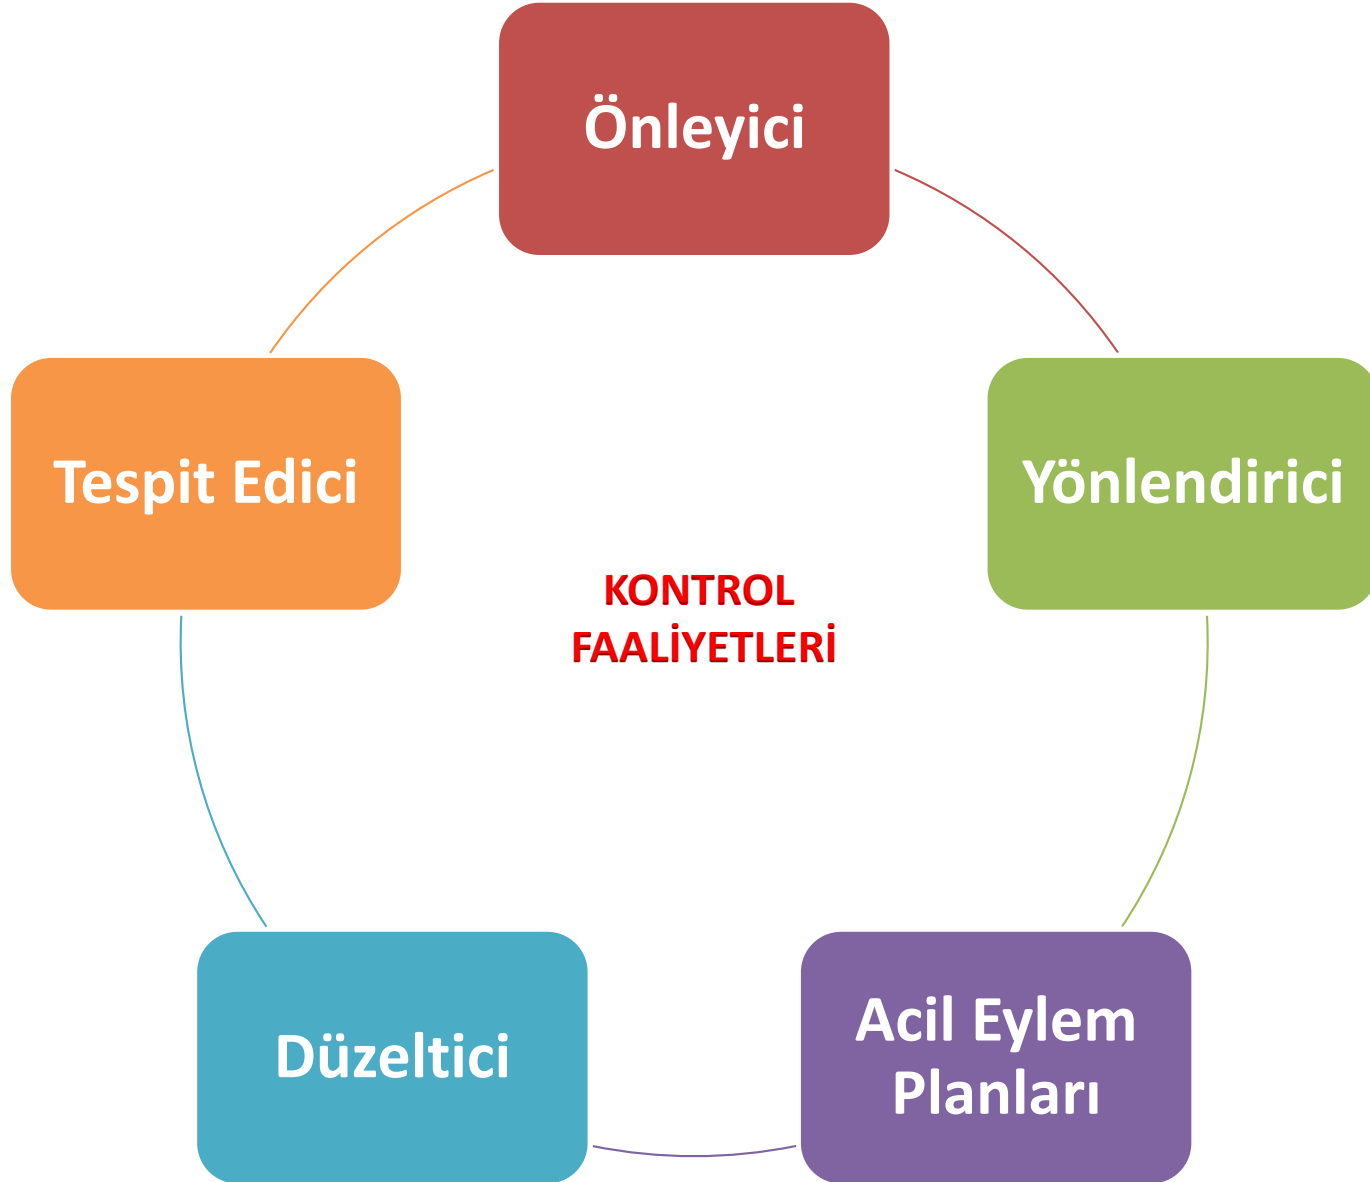 Önleyici
Tespit Edici
Yönlendirici
KONTROL
FAALİYETLERİ
Düzeltici
Acil Eylem
Planları